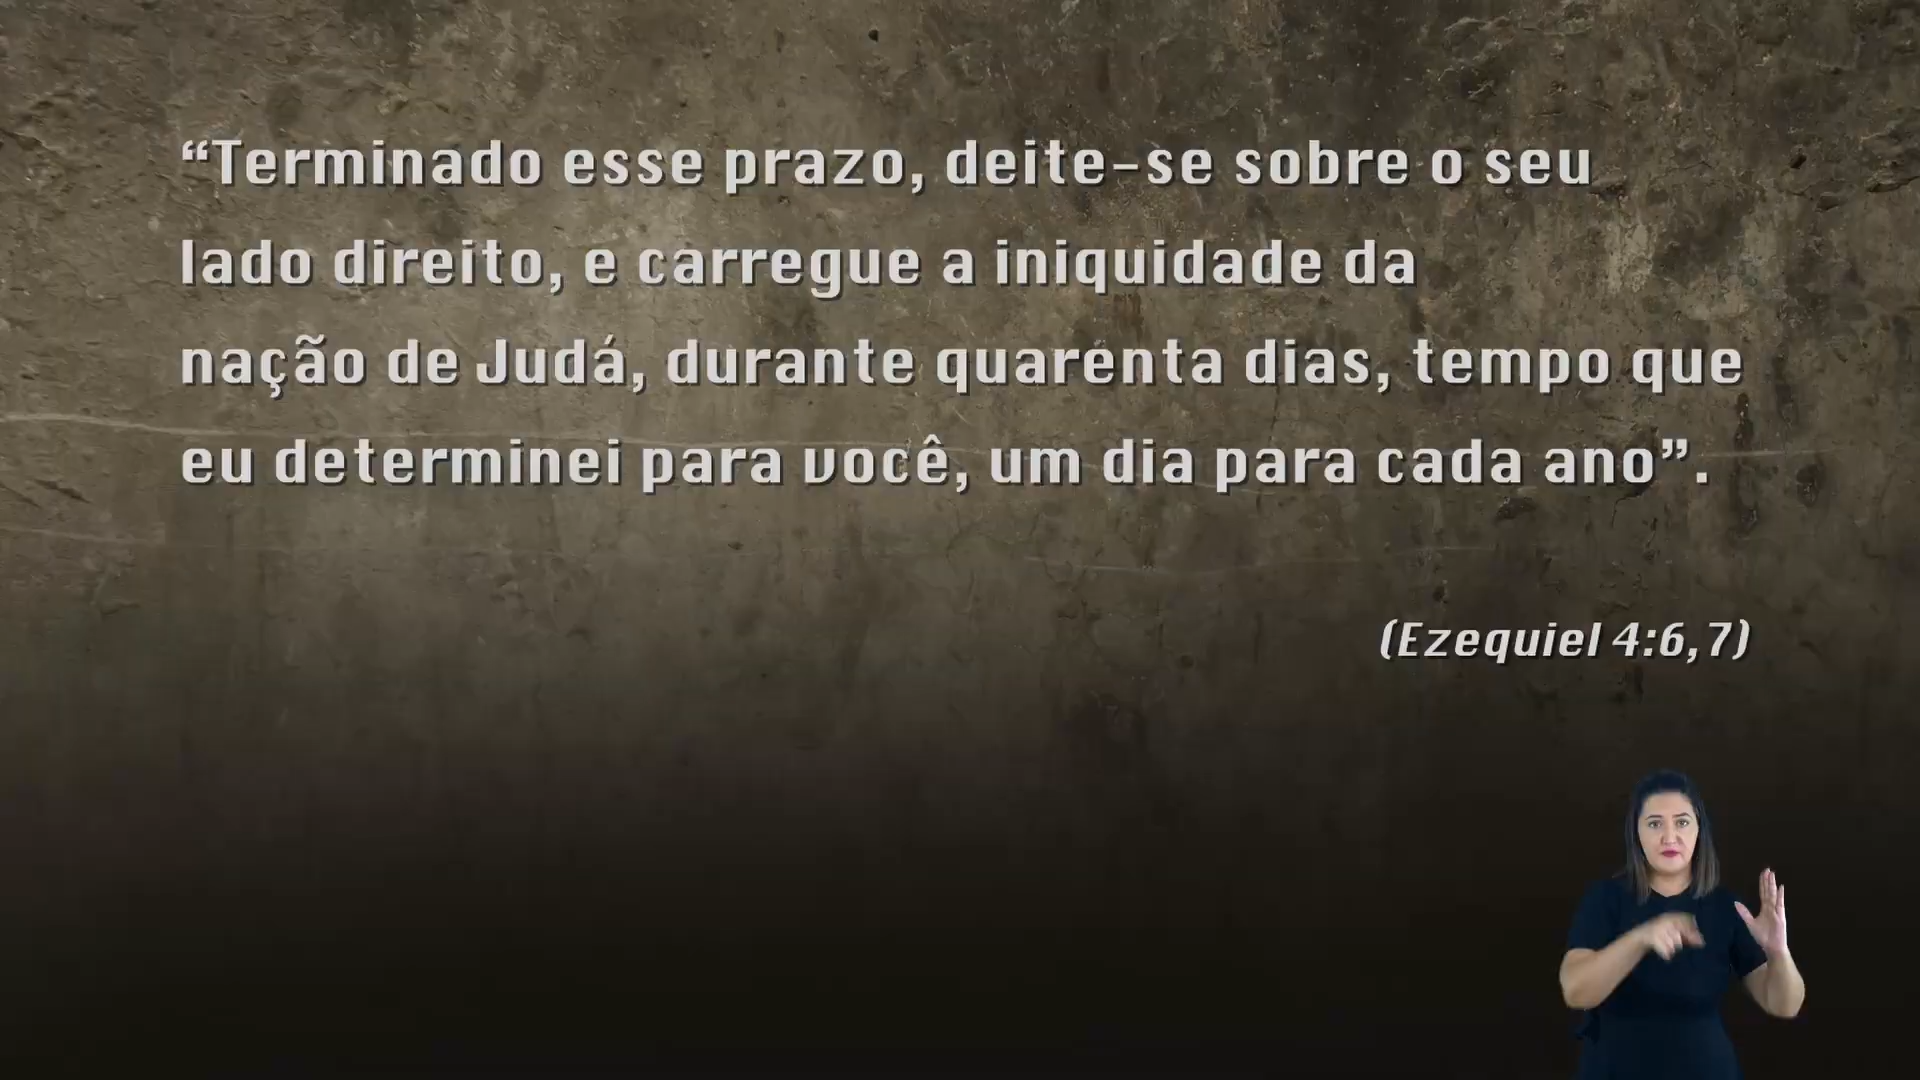 “Terminado esse prazo, deite-se sobre o seu
lado direito, e carregue a iniquidade da
nação de Judá, durante quarenta dias, tempo que
eu determinei para você, um dia para cada ano”.
(Ezequiel 4:6,7)